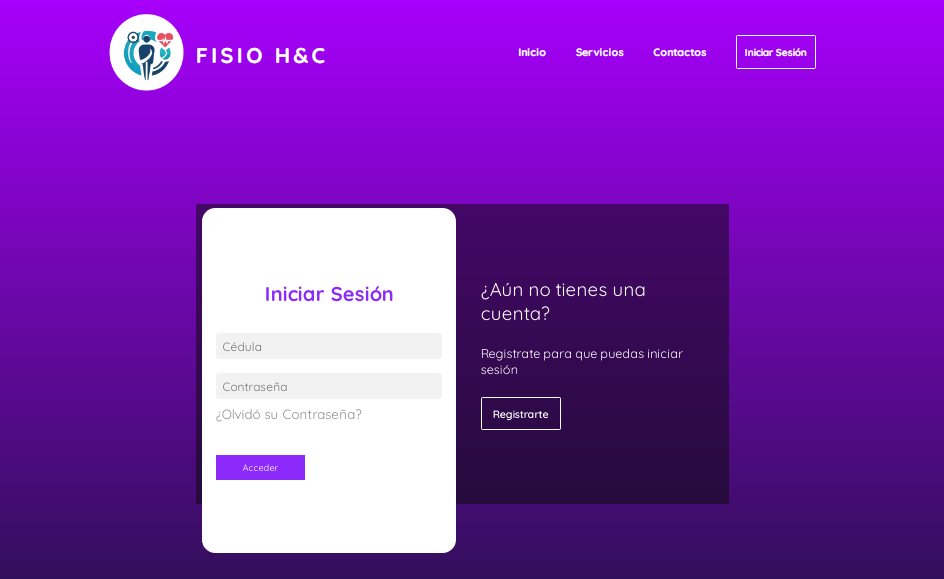 FISIO H&C
Inicio
Servicios
Contactos
Iniciar Sesión
Iniciar Sesión
Cédula
Contraseña
¿Olvidó su Contraseña?
Acceder
¿Aún no tienes una
cuenta?
Registrate para que puedas iniciar
sesión
Registrarte